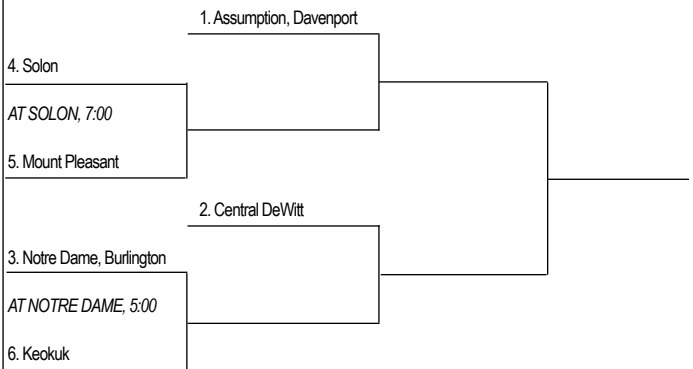 1. Assumption, Davenport
4. Solon
AT SOLON, 7:00
5. Mount Pleasant
2. Central DeWitt
3. Notre Dame, Burlington
AT NOTRE DAME, 5:00
6. Keokuk